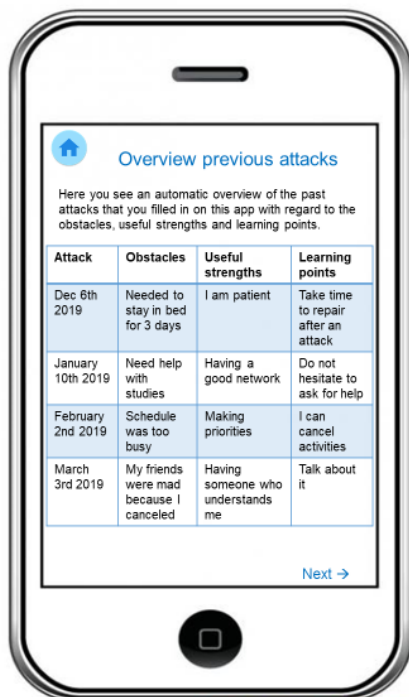 Overview previous attacks
Here you see an automatic overview of the past
attacks that you filled in on this app with regard to the
obstacles, useful strengths and learning points.
Attack Obstacles Useful strengths Learning points
Dec 6th 2019 Needed to stay in bed for 3 days I am patient Take time to repair after an attack
January 10th 2019 Need help with studies Having a good network Do not hesitate to ask for help
February 2nd 2019 Schedule was too busy Making priorities I can cancel activities
March 3rd 2019 My friends were mad because I canceled Having someone who understands me Talk about it
Next →